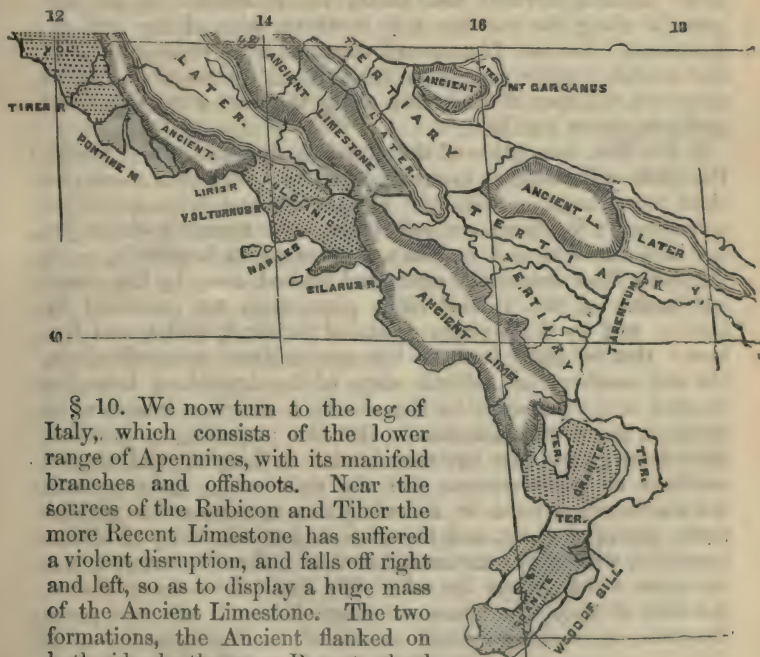 12 14 16 18
VOL.
TIBER R
PONTINE M
LATER.
ANCIENT.
LIRIS R
VOLTURNUS R
NAPLES
SILARUS R.
ANCIENT
LIMESTONE
LATER.
TERTIARY
ANCIENT
LATER
MT GARGANUS
ANCIENT L.
LATER
TERTIARY
TERTIARY
TARENTUM
ANCIENT LIME
40
TER.
GRANITE
TER.
TER.
GRANITE
WOOD OF SILL
§ 10. We now turn to the leg of
Italy, which consists of the lower
range of Apennines, with its manifold
branches and offshoots. Near the
sources of the Rubicon and Tiber the
more Recent Limestone has suffered
a violent disruption, and falls off right
and left, so as to display a huge mass
of the Ancient Limestone. The two
formations, the Ancient flanked on